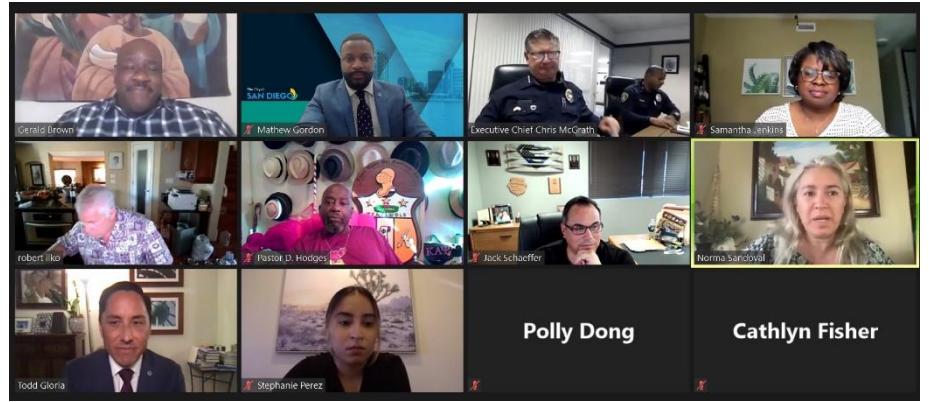 Gerald Brown
The City of
SAN DIEGO
Mathew Gordon
Executive Chief Chris McGrath
Samantha Jenkins
robert ilko
Pastor D. Hodges
Jack Schaeffer
Norma Sandoval
Todd Gloria
Stephanie Perez
Polly Dong
Cathlyn Fisher